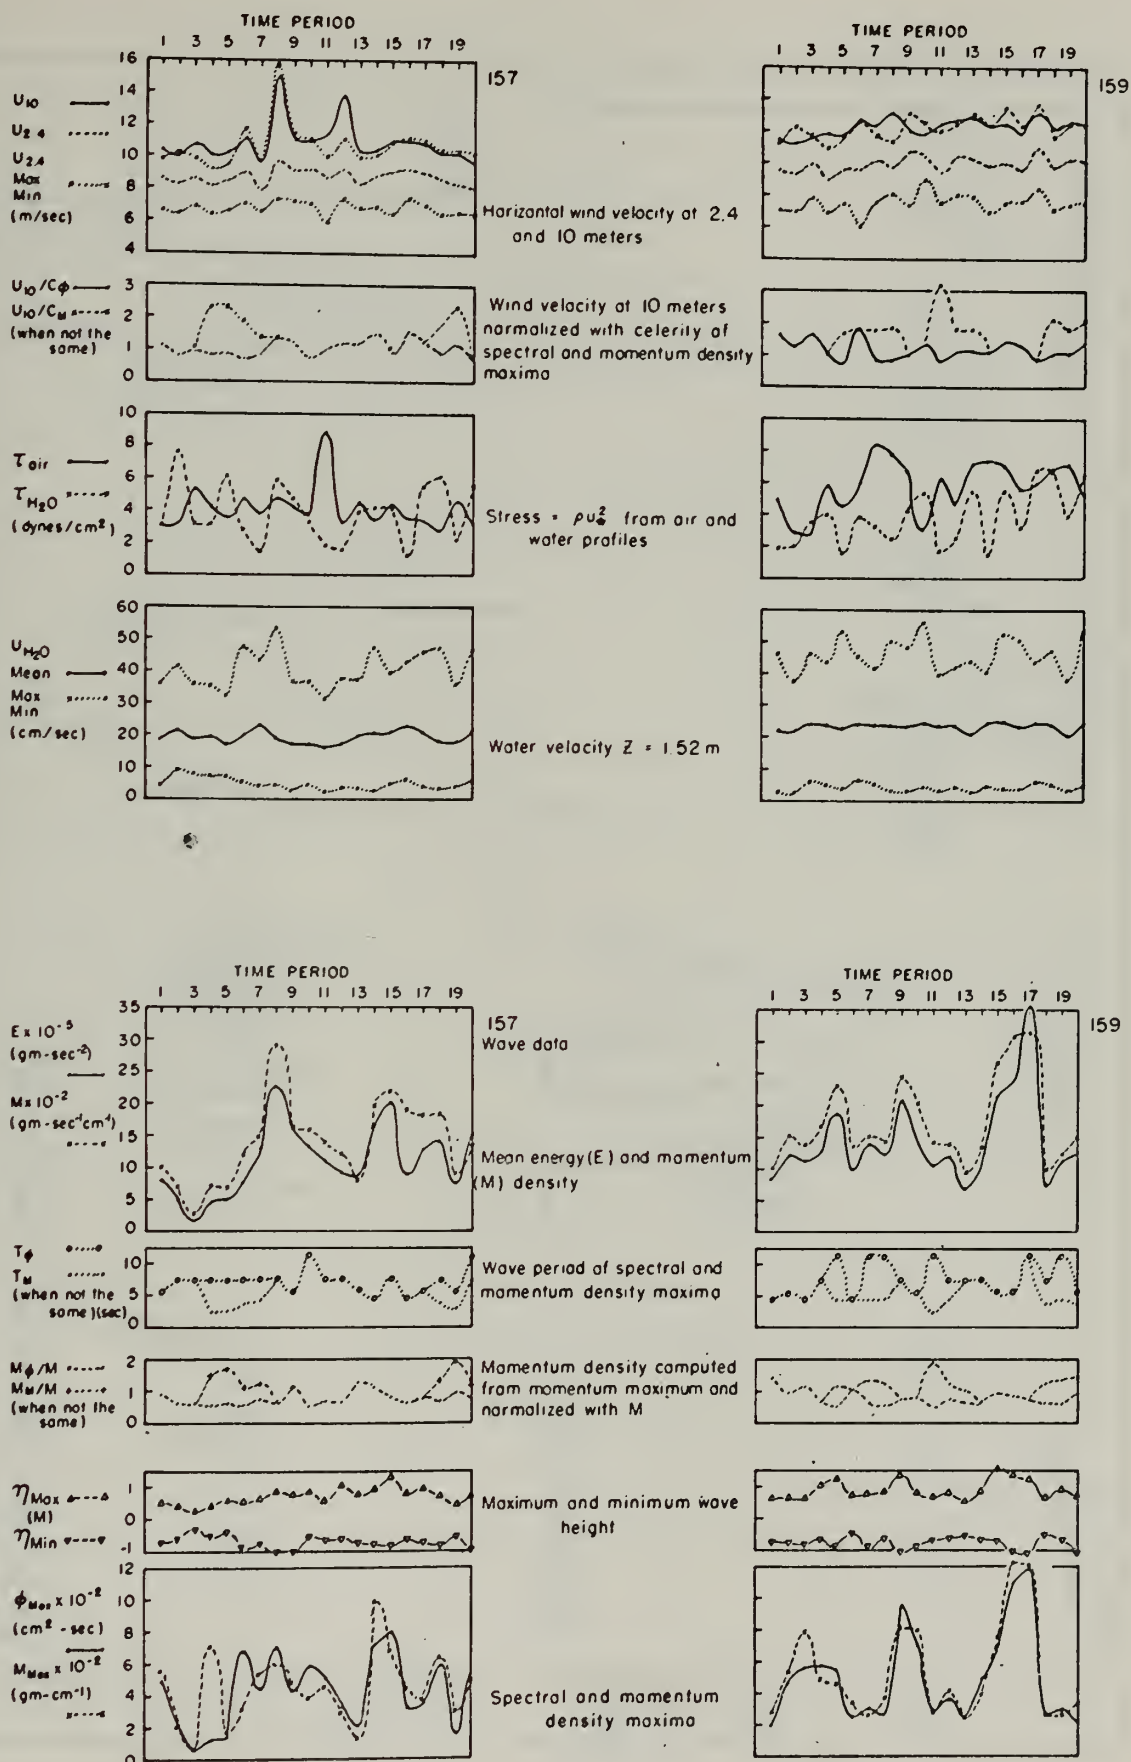 TIME PERIOD
1 3 5 7 9 11 13 15 17 19
16
14
12
10
8
6
4
U10
U2.4
U2.4
Max
Min
(m/sec)
157
Horizantal wind velocity at 2.4
and 10 meters
TIME PERIOD
1 3 5 7 9 11 13 15 17 19
159
U10/Cϕ
U10/CM
(when not the
same)
3
2
1
0
Wind velocity at 10 meters
normalized with celerity of
spectral and momentum density
maxima
τair
τH2O
(dynes/cm²)
10
8
6
4
2
0
Stress = ρu²* from air and
water profiles
UH2O
Mean
Max
Min
(cm/sec)
60
50
40
30
20
10
0
Water velocity Z = 1.52 m
TIME PERIOD
1 3 5 7 9 11 13 15 17 19
35
30
25
20
15
10
5
0
E x 10⁻⁵
(gm-sec⁻²)
M x 10⁻²
(gm-sec⁻¹cm⁻¹)
157
Wave data
Mean energy (E) and momentum
(M) density
TIME PERIOD
1 3 5 7 9 11 13 15 17 19
159
Tϕ
TM
(when not the
same)(sec)
10
5
0
Wave period of spectral and
momentum density maxima
Mϕ/M
MM/M
(when not the
same)
2
1
0
Momentum density computed
from momentum maximum and
normalized with M
ηMax
(M)
ηMin
1
0
-1
Maximum and minimum wave
height
ϕMax x 10⁻²
(cm² - sec)
MMax x 10⁻²
(gm-cm⁻¹)
12
10
8
6
4
2
0
Spectral and momentum
density maxima